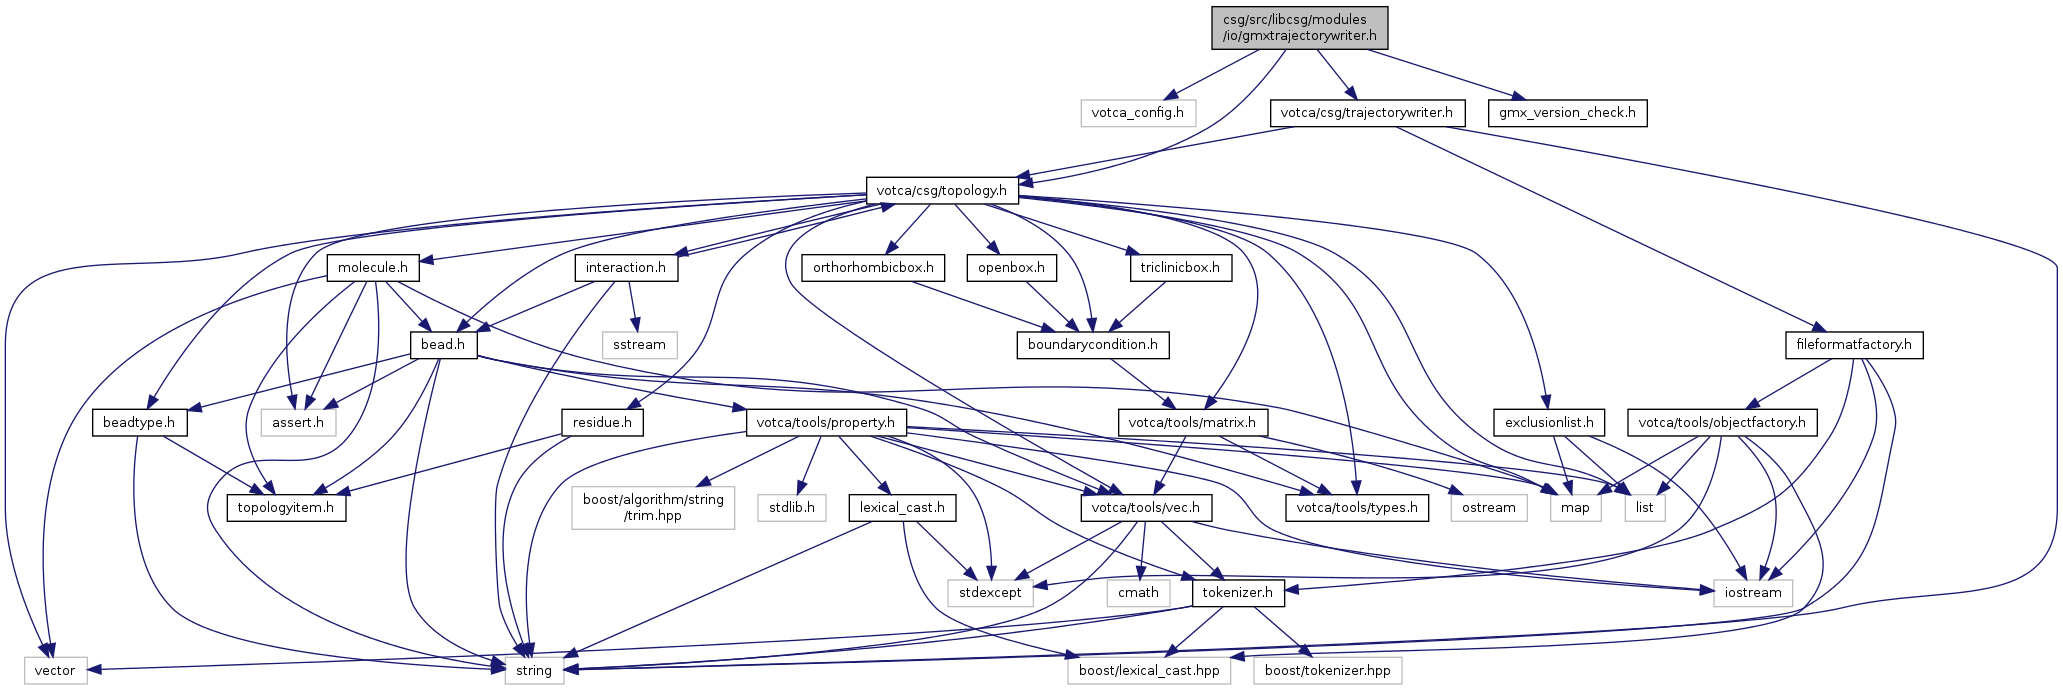 csg/src/libcsg/modules
/io/gmxtrajectorywriter.h
votca_config.h
votca/csg/trajectorywriter.h
gmx_version_check.h
votca/csg/topology.h
molecule.h
interaction.h
orthorhombicbox.h
openbox.h
triclinicbox.h
bead.h
sstream
boundarycondition.h
fileformatfactory.h
beadtype.h
assert.h
residue.h
votca/tools/property.h
votca/tools/matrix.h
exclusionlist.h
votca/tools/objectfactory.h
topologyitem.h
boost/algorithm/string
/trim.hpp
stdlib.h
lexical_cast.h
votca/tools/vec.h
votca/tools/types.h
ostream
map
list
stdexcept
cmath
tokenizer.h
iostream
vector
string
boost/lexical_cast.hpp
boost/tokenizer.hpp